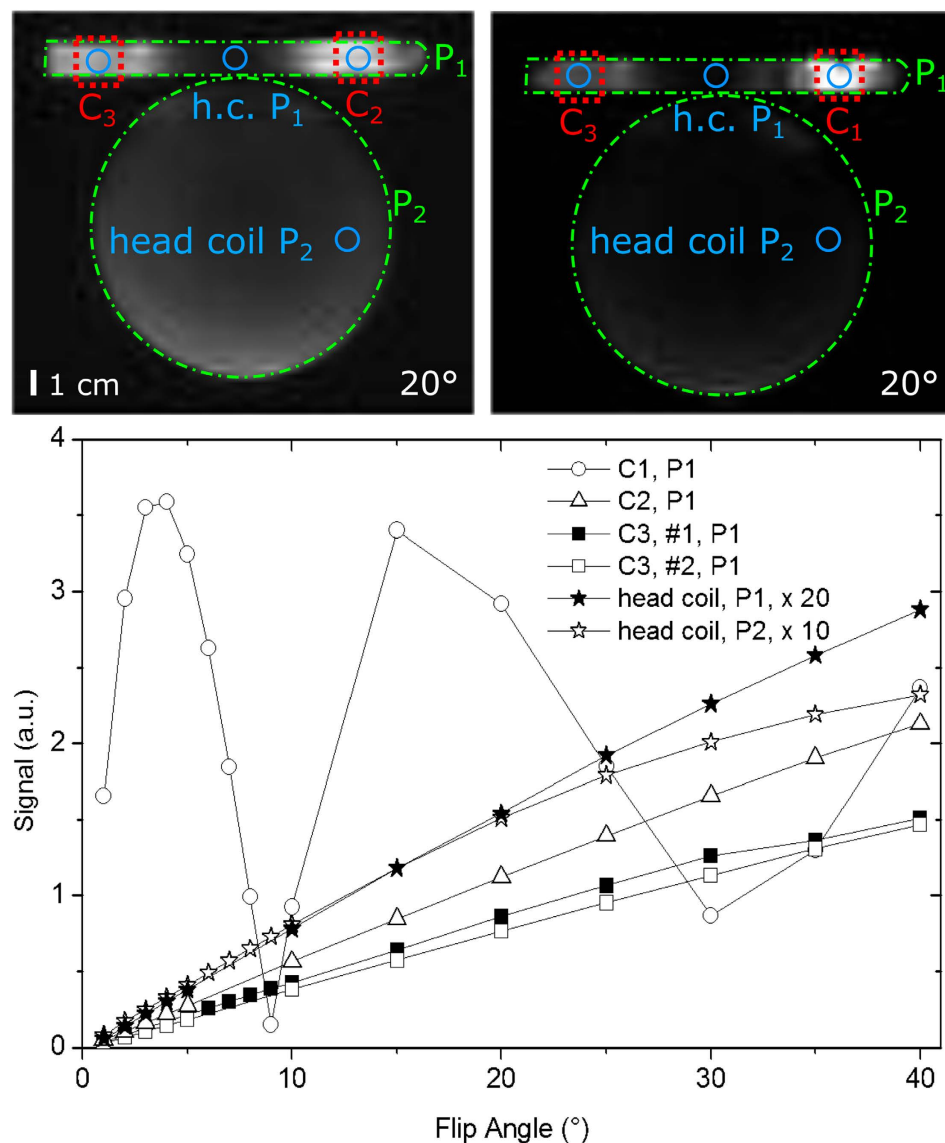 P₁
C₃
h.c. P₁
C₂
P₂
head coil P₂
1 cm
20°
P₁
C₃
h.c. P₁
C₁
P₂
head coil P₂
20°
4
3
2
1
0
Signal (a.u.)
C1, P1
C2, P1
C3, #1, P1
C3, #2, P1
head coil, P1, x 20
head coil, P2, x 10
0 10 20 30 40
Flip Angle (°)